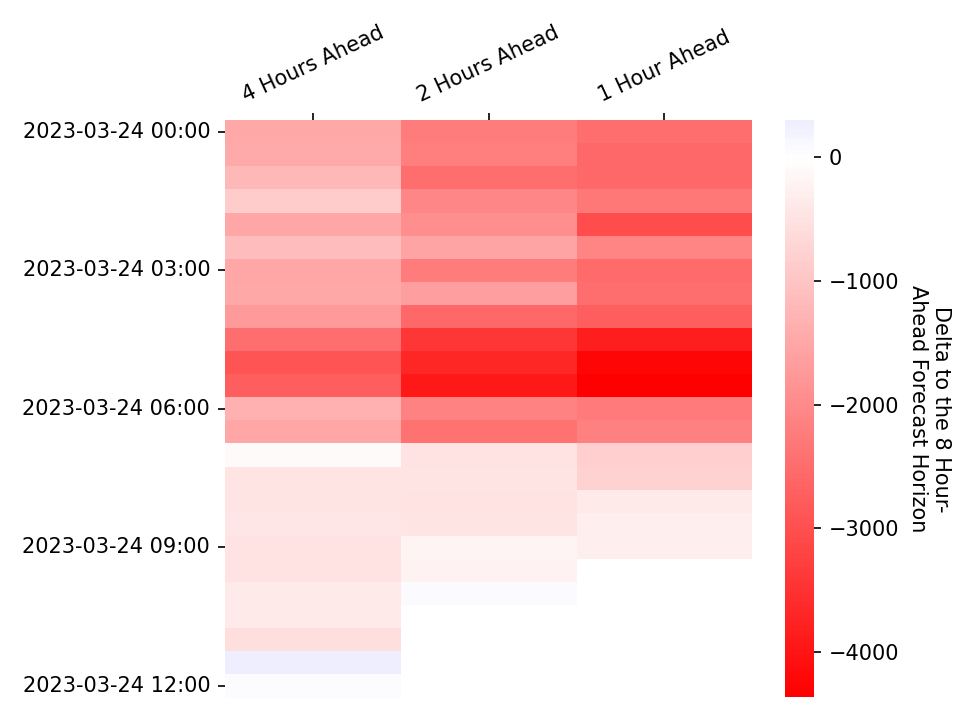 4 Hours Ahead
2 Hours Ahead
1 Hour Ahead
2023-03-24 00:00
2023-03-24 03:00
2023-03-24 06:00
2023-03-24 09:00
2023-03-24 12:00
0
−1000
−2000
−3000
−4000
Delta to the 8 Hour-
Ahead Forecast Horizon